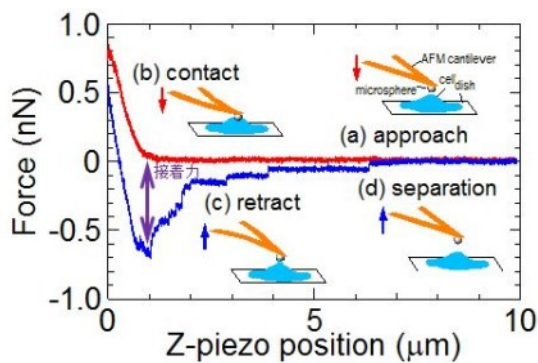 1.0
0.5
0
-0.5
-1.0
Force (nN)
(b) contact
AFM cantilever
microsphere
cell
dish
(a) approach
接着力
(c) retract
(d) separation
0
5
10
Z-piezo position (μm)